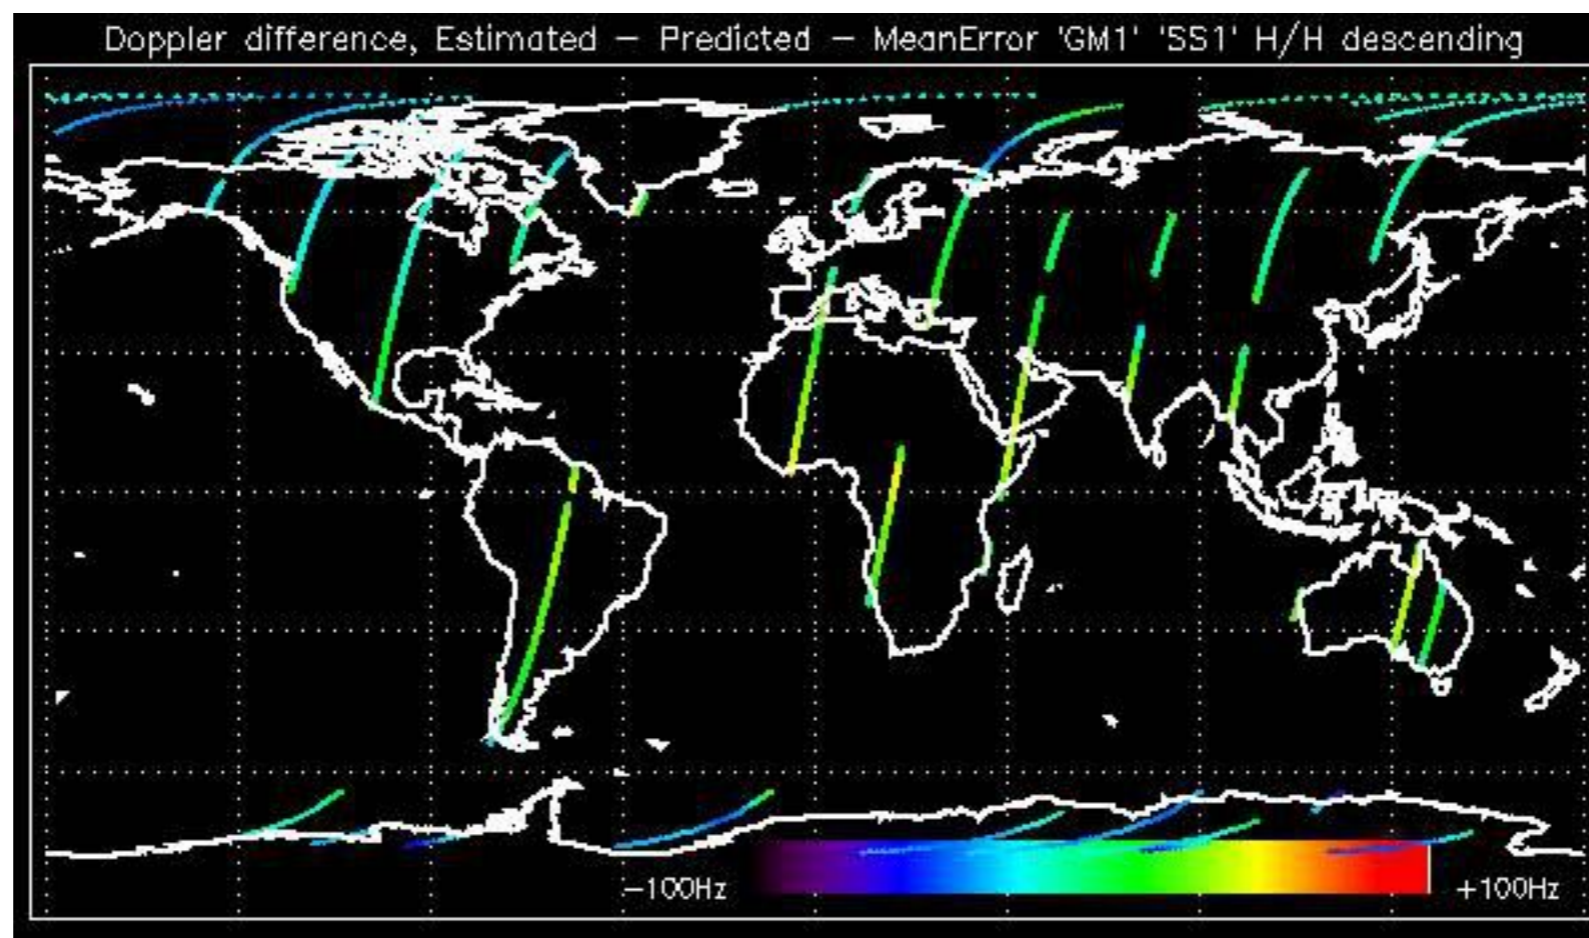 Doppler difference, Estimated – Predicted – MeanError 'GM1' 'SS1' H/H descending
–100Hz +100Hz